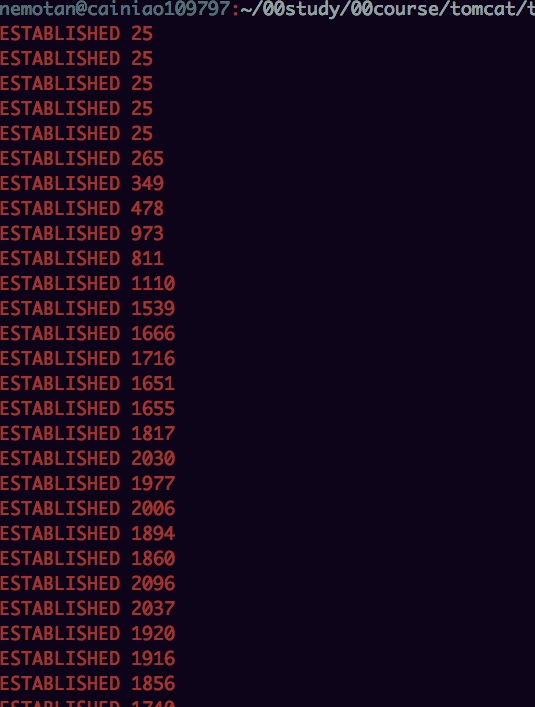 nemotan@cainiao109797:~/00study/00course/tomcat/t
ESTABLISHED 25
ESTABLISHED 25
ESTABLISHED 25
ESTABLISHED 25
ESTABLISHED 25
ESTABLISHED 265
ESTABLISHED 349
ESTABLISHED 478
ESTABLISHED 973
ESTABLISHED 811
ESTABLISHED 1110
ESTABLISHED 1539
ESTABLISHED 1666
ESTABLISHED 1716
ESTABLISHED 1651
ESTABLISHED 1655
ESTABLISHED 1817
ESTABLISHED 2030
ESTABLISHED 1977
ESTABLISHED 2006
ESTABLISHED 1894
ESTABLISHED 1860
ESTABLISHED 2096
ESTABLISHED 2037
ESTABLISHED 1920
ESTABLISHED 1916
ESTABLISHED 1856
ESTABLISHED